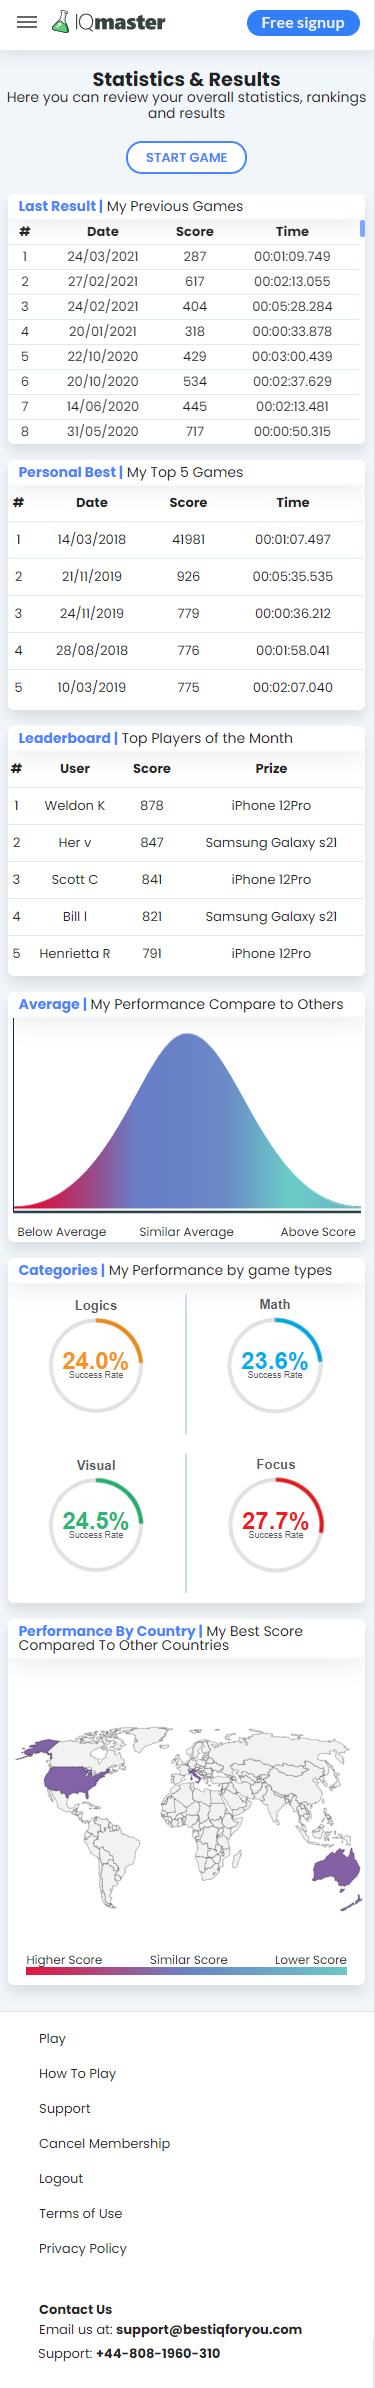 IQmaster
Free signup
Statistics & Results
Here you can review your overall statistics, rankings
and results
START GAME
Last Result | My Previous Games
# Date Score Time
1 24/03/2021 287 00:01:09.749
2 27/02/2021 617 00:02:13.055
3 24/02/2021 404 00:05:28.284
4 20/01/2021 318 00:00:33.878
5 22/10/2020 429 00:03:00.439
6 20/10/2020 534 00:02:37.629
7 14/06/2020 445 00:02:13.481
8 31/05/2020 717 00:00:50.315
Personal Best | My Top 5 Games
# Date Score Time
1 14/03/2018 41981 00:01:07.497
2 21/11/2019 926 00:05:35.535
3 24/11/2019 779 00:00:36.212
4 28/08/2018 776 00:01:58.041
5 10/03/2019 775 00:02:07.040
Leaderboard | Top Players of the Month
# User Score Prize
1 Weldon K 878 iPhone 12Pro
2 Her v 847 Samsung Galaxy s21
3 Scott C 841 iPhone 12Pro
4 Bill l 821 Samsung Galaxy s21
5 Henrietta R 791 iPhone 12Pro
Average | My Performance Compare to Others
Below Average Similar Average Above Score
Categories | My Performance by game types
Logics Math
24.0% 23.6%
Success Rate Success Rate
Visual Focus
24.5% 27.7%
Success Rate Success Rate
Performance By Country | My Best Score
Compared To Other Countries
Higher Score Similar Score Lower Score
Play
How To Play
Support
Cancel Membership
Logout
Terms of Use
Privacy Policy
Contact Us
Email us at: support@bestiqforyou.com
Support: +44-808-1960-310